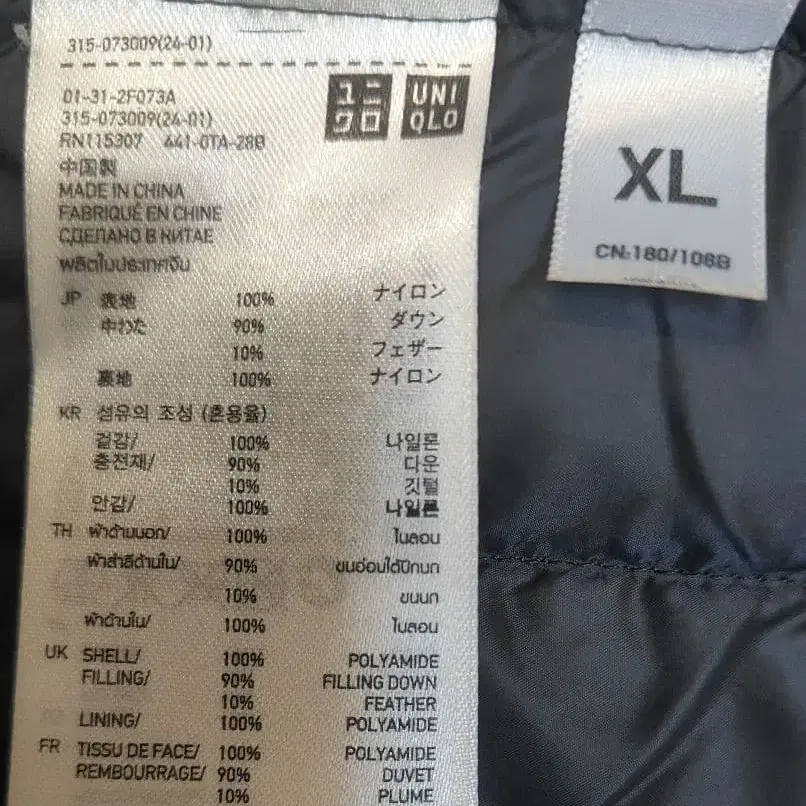 315-073009(24-01)
01-31-2F073A
315-073009(24-01)
RN115307 441-0TA-28B
ユニ
クロ
UNI
QLO
中国製
MADE IN CHINA
FABRIQUÉ EN CHINE
СДЕЛАНО В КИТАЕ
ผลิตในประเทศจีน
JP 表地 100% ナイロン
中わた 90% ダウン
10% フェザー
裏地 100% ナイロン
KR 섬유의 조성 (혼용율)
겉감/ 100% 나일론
충전재/ 90% 다운
10% 깃털
안감/ 100% 나일론
TH ผ้าด้านนอก/ 100% ไนลอน
ผ้าสำลีด้านใน/ 90% ขนอ่อนใต้ปีกนก
10% ขนนก
ผ้าด้านใน/ 100% ไนลอน
UK SHELL/ 100% POLYAMIDE
FILLING/ 90% FILLING DOWN
10% FEATHER
LINING/ 100% POLYAMIDE
FR TISSU DE FACE/ 100% POLYAMIDE
REMBOURRAGE/ 90% DUVET
10% PLUME
XL
CN:180/108B